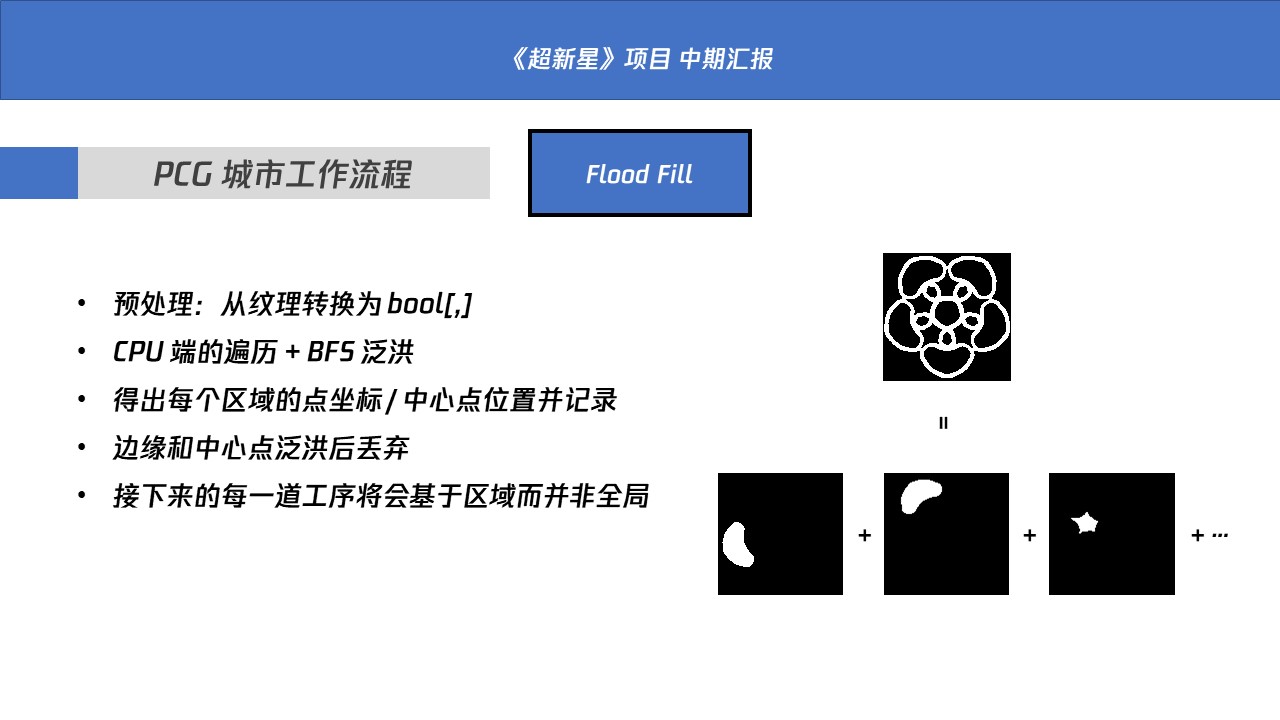 《超新星》项目 中期汇报
PCG 城市工作流程
Flood Fill
• 预处理：从纹理转换为 bool[,]
• CPU 端的遍历 + BFS 泛洪
• 得出每个区域的点坐标 / 中心点位置并记录
• 边缘和中心点泛洪后丢弃
• 接下来的每一道工序将会基于区域而并非全局
=
+ + + ...